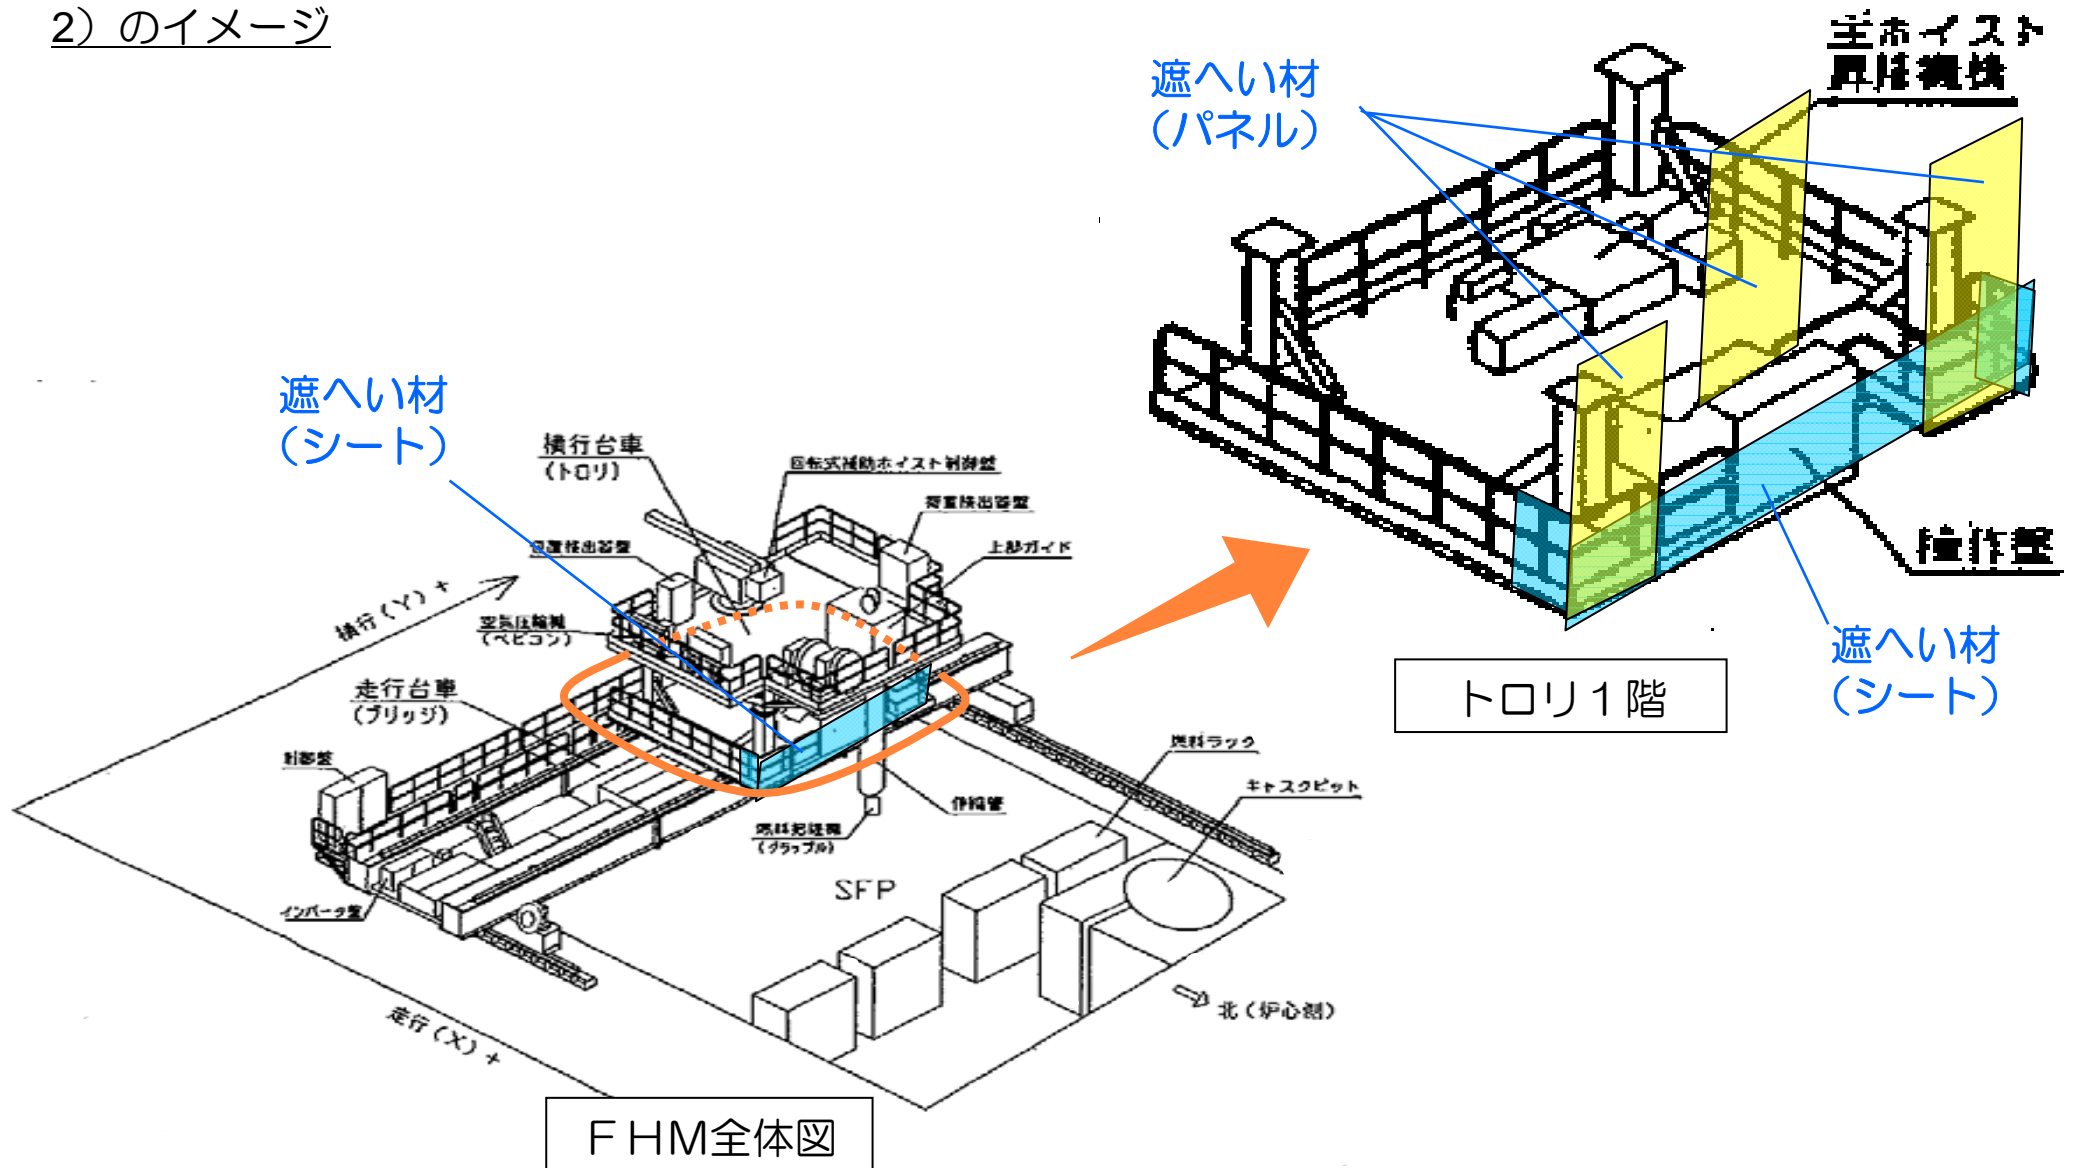 2）のイメージ
遮へい材
（パネル）
主ホイスト
昇降機構
遮へい材
（シート）
横行台車
（トロリ）
回転式補助ホイスト制御盤
荷重検出器盤
位置検出器盤
上部ガイド
操作盤
横行（Y）＋
空気圧縮機
（ベビコン）
遮へい材
（シート）
トロリ１階
走行台車
（ブリッジ）
制御盤
燃料ラック
キャスクピット
伸縮管
燃料把握機
（グラップル）
SFP
インバータ盤
北（炉心側）
走行（X）＋
ＦＨＭ全体図